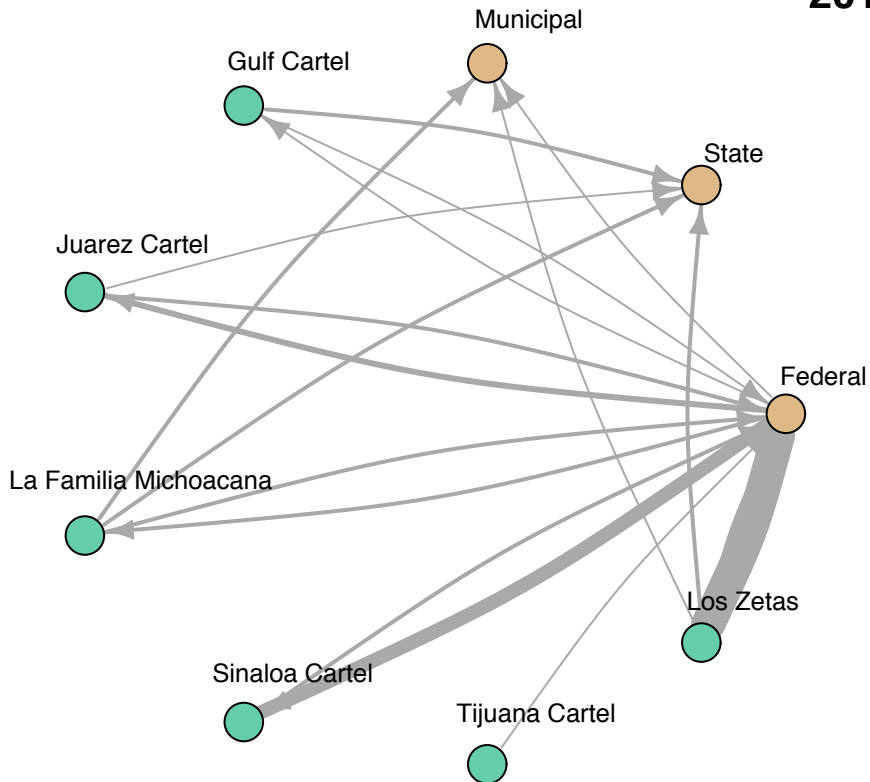 Municipal
Gulf Cartel
State
Juarez Cartel
Federal
La Familia Michoacana
Los Zetas
Sinaloa Cartel
Tijuana Cartel